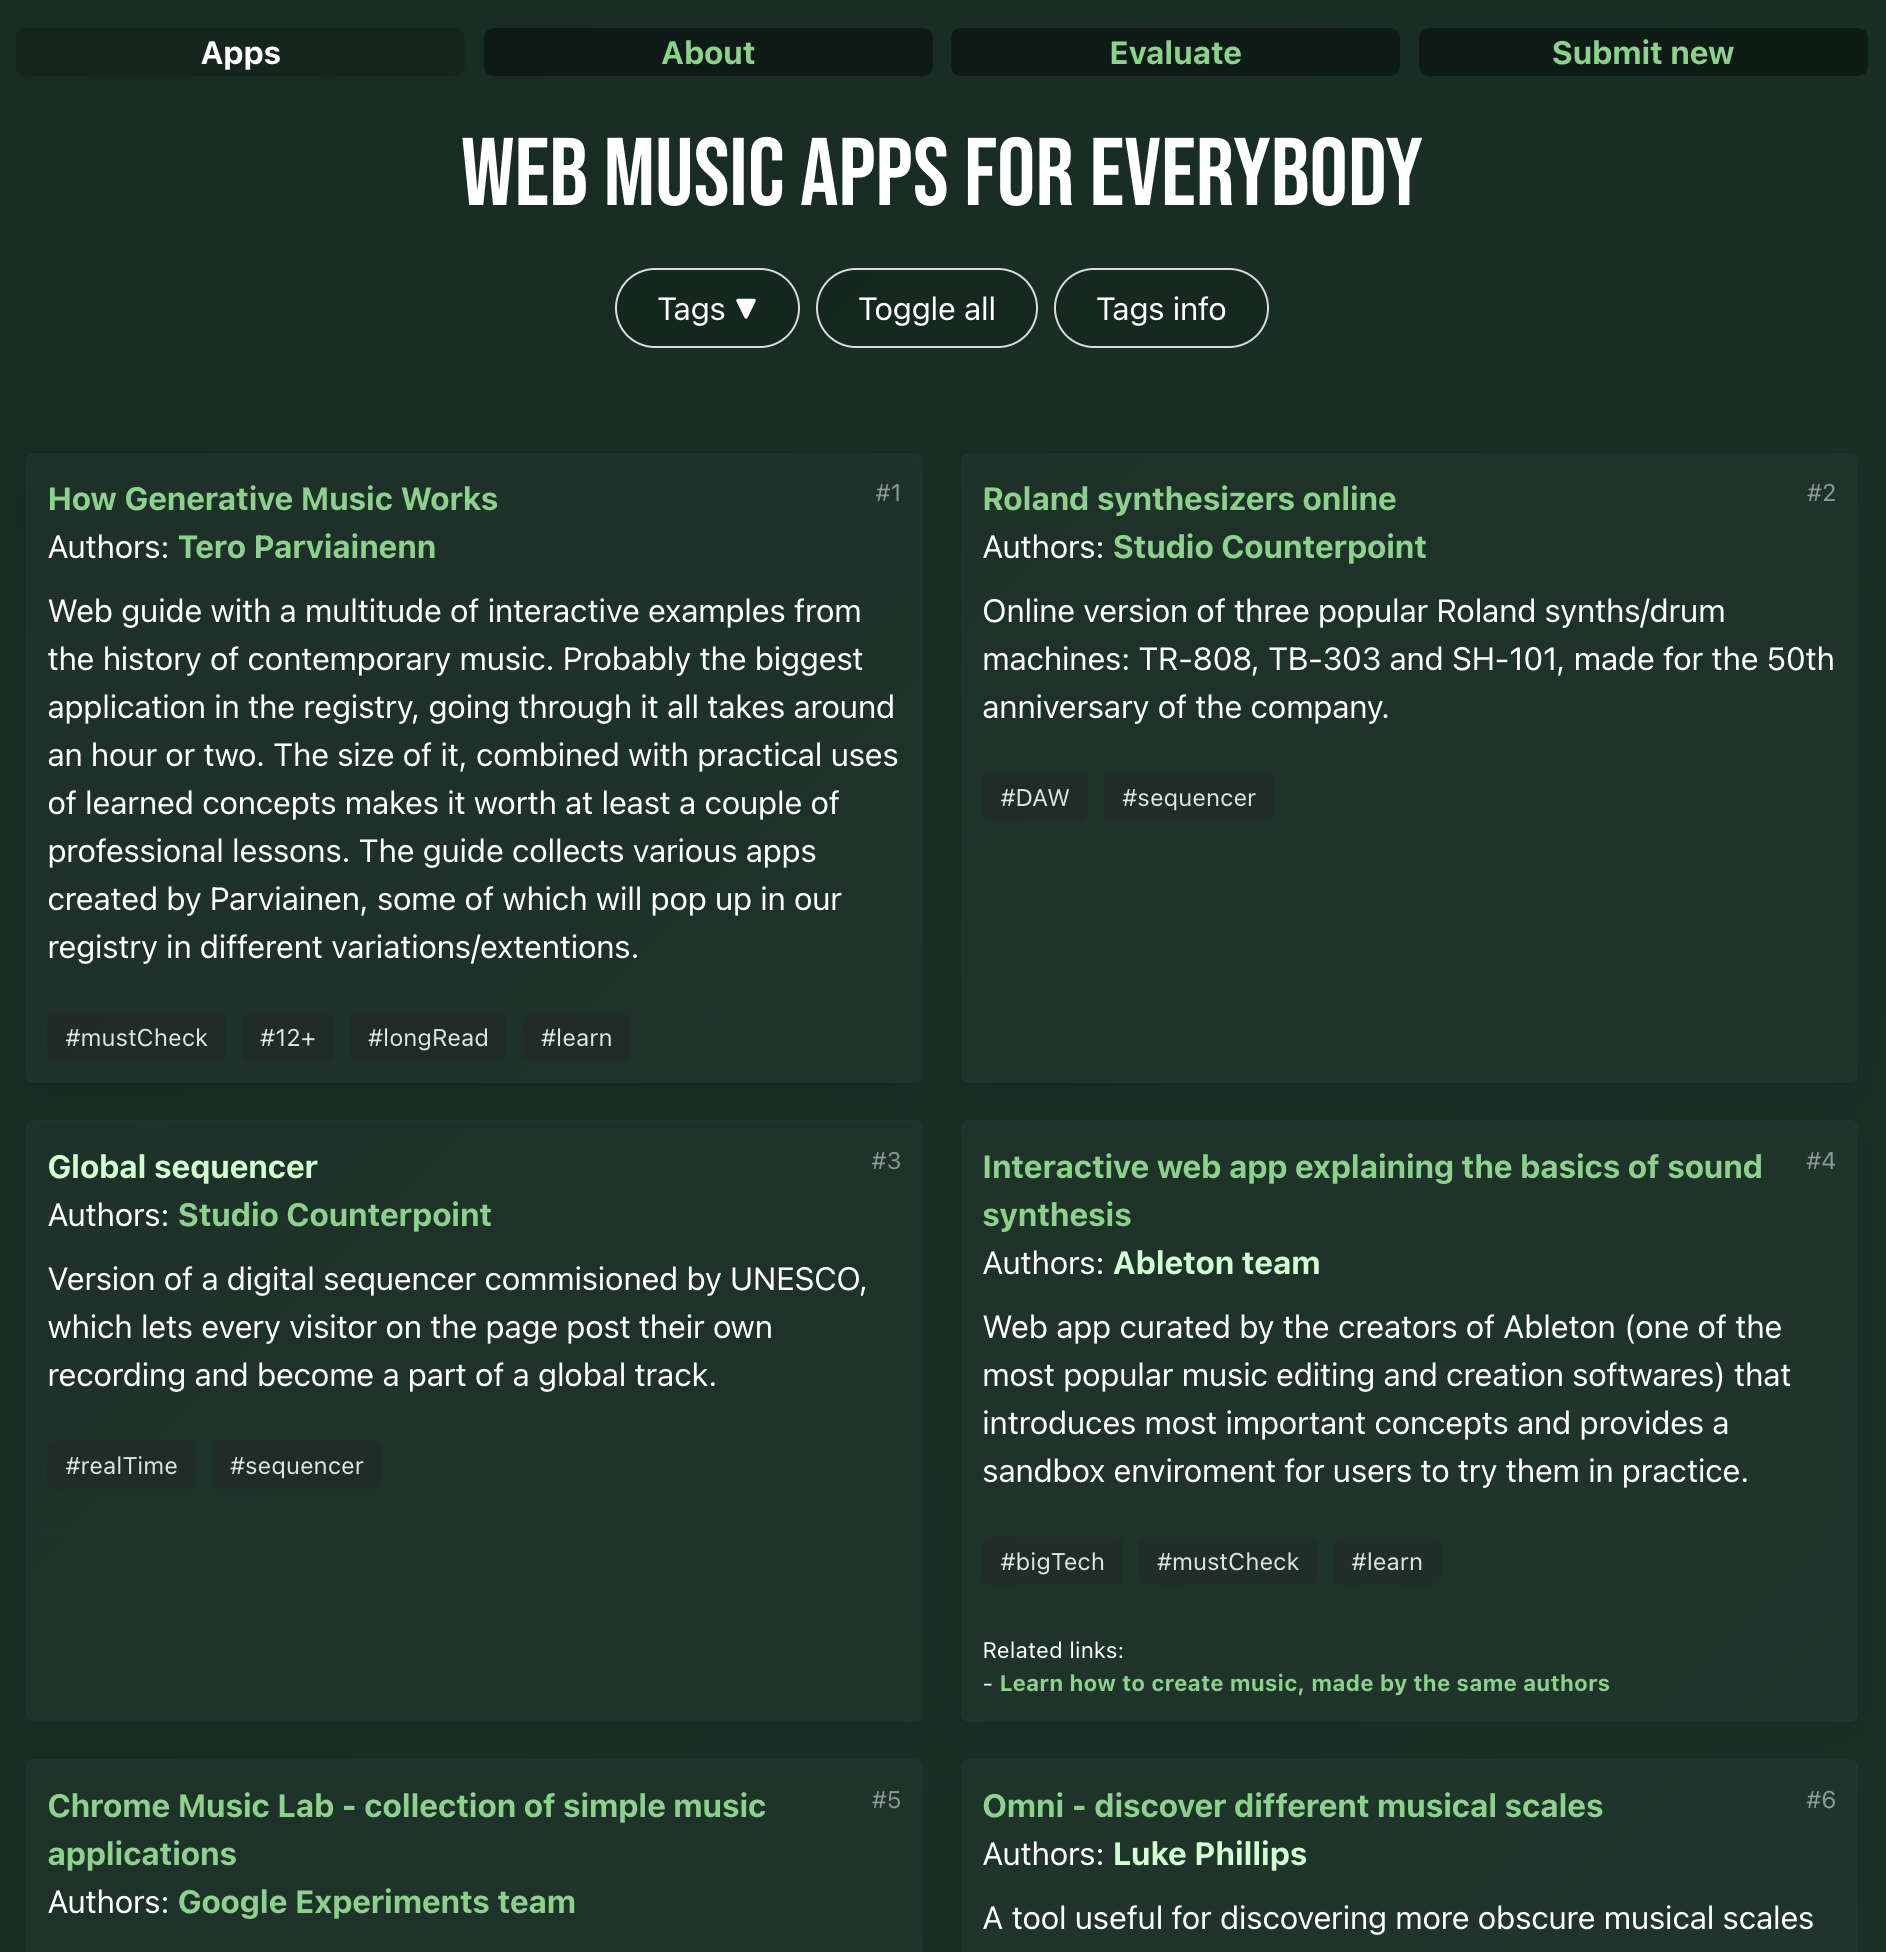 Apps
About
Evaluate
Submit new
WEB MUSIC APPS FOR EVERYBODY
Tags ▼
Toggle all
Tags info
How Generative Music Works
#1
Authors: Tero Parviainenn
Web guide with a multitude of interactive examples from
the history of contemporary music. Probably the biggest
application in the registry, going through it all takes around
an hour or two. The size of it, combined with practical uses
of learned concepts makes it worth at least a couple of
professional lessons. The guide collects various apps
created by Parviainen, some of which will pop up in our
registry in different variations/extentions.
#mustCheck #12+ #longRead #learn
Roland synthesizers online
#2
Authors: Studio Counterpoint
Online version of three popular Roland synths/drum
machines: TR-808, TB-303 and SH-101, made for the 50th
anniversary of the company.
#DAW #sequencer
Global sequencer
#3
Authors: Studio Counterpoint
Version of a digital sequencer commisioned by UNESCO,
which lets every visitor on the page post their own
recording and become a part of a global track.
#realTime #sequencer
Interactive web app explaining the basics of sound
#4
synthesis
Authors: Ableton team
Web app curated by the creators of Ableton (one of the
most popular music editing and creation softwares) that
introduces most important concepts and provides a
sandbox enviroment for users to try them in practice.
#bigTech #mustCheck #learn
Related links:
- Learn how to create music, made by the same authors
Chrome Music Lab - collection of simple music
#5
applications
Authors: Google Experiments team
Omni - discover different musical scales
#6
Authors: Luke Phillips
A tool useful for discovering more obscure musical scales